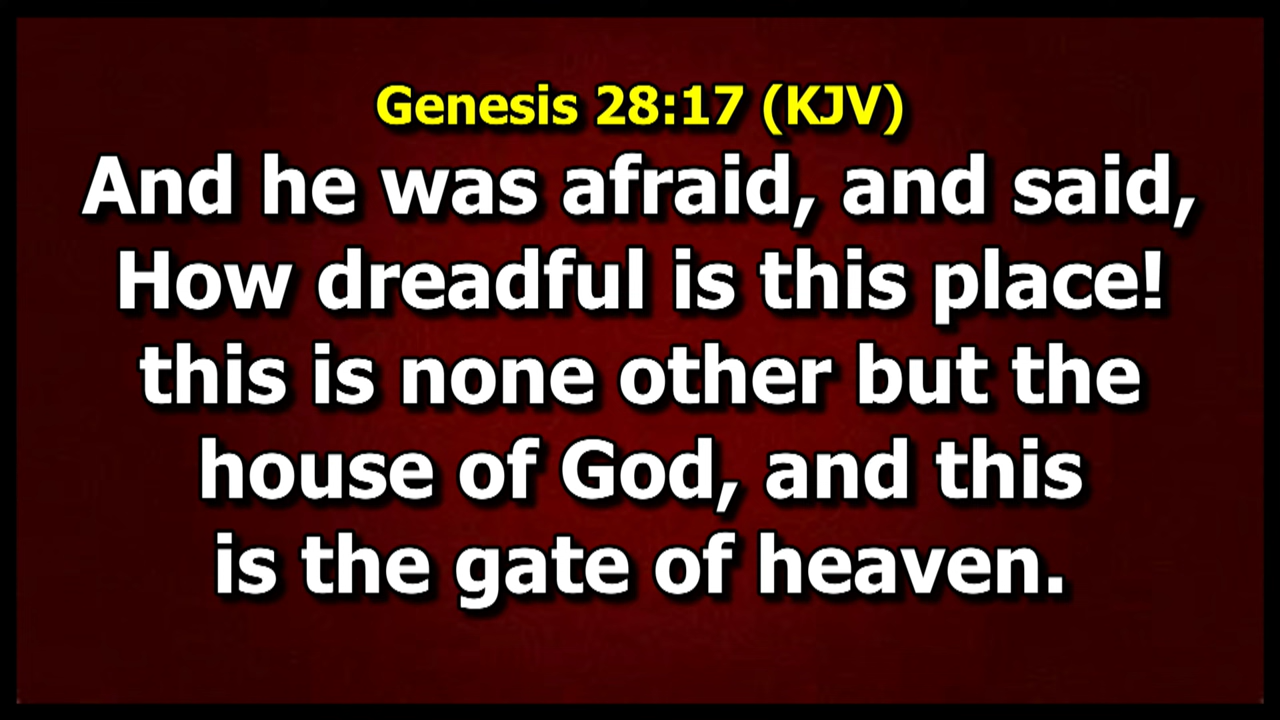 Genesis 28:17 (KJV)
And he was afraid, and said,
How dreadful is this place!
this is none other but the
house of God, and this
is the gate of heaven.